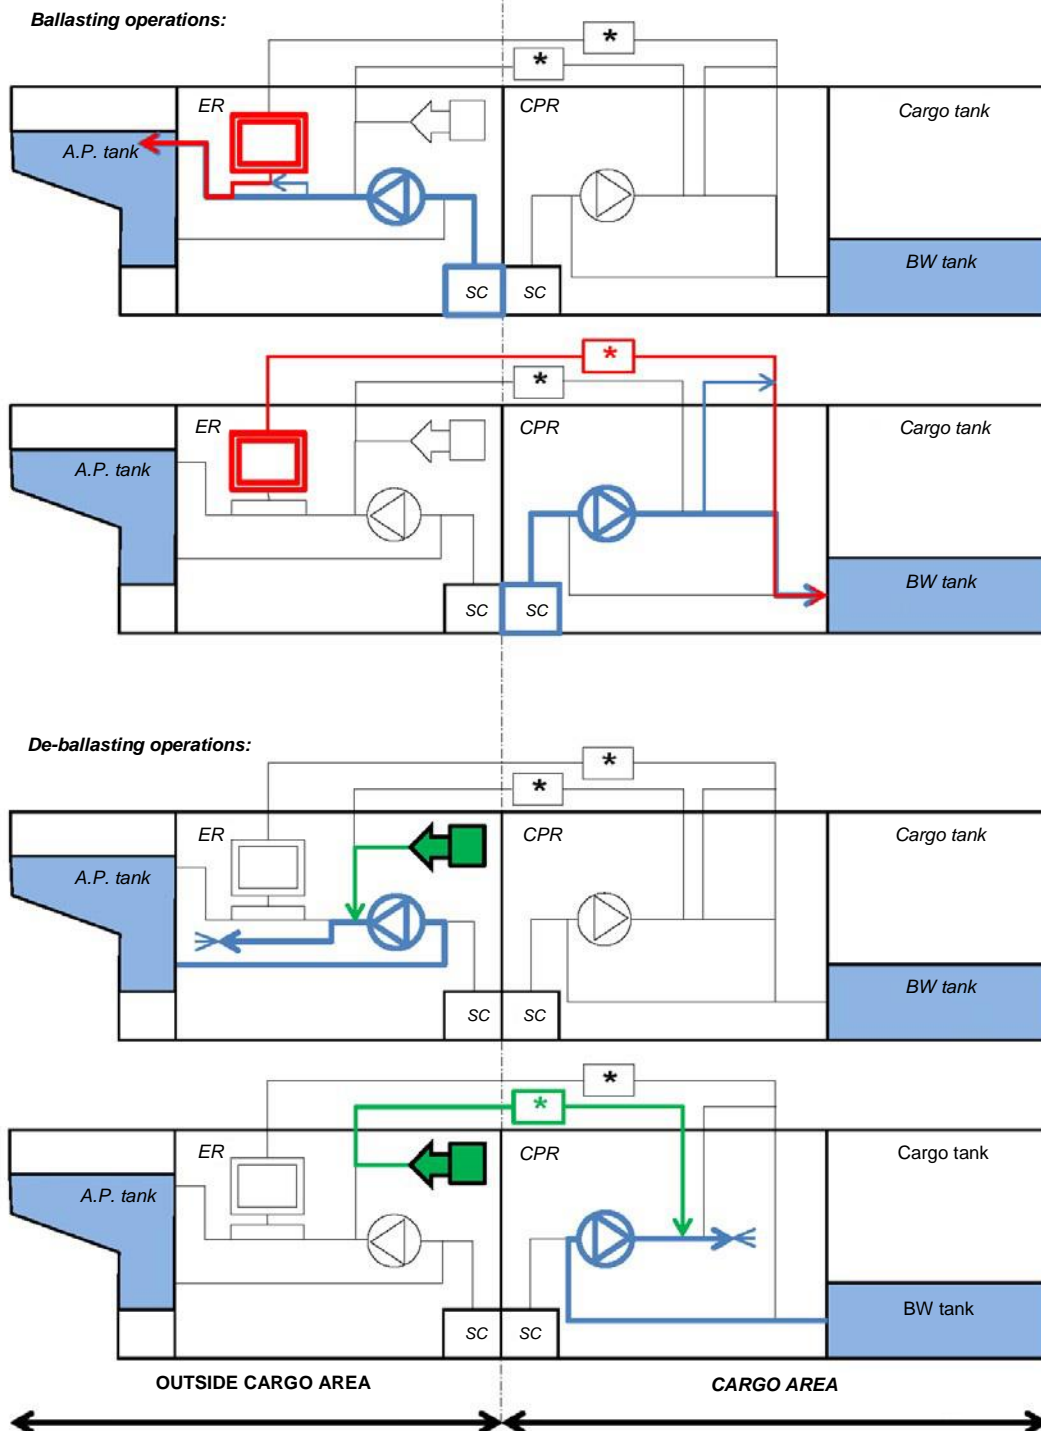 Ballasting operations:
*
*
ER
CPR
Cargo tank
A.P. tank
BW tank
SC
SC
*
*
ER
CPR
Cargo tank
A.P. tank
BW tank
SC
SC
De-ballasting operations:
*
*
ER
CPR
Cargo tank
A.P. tank
BW tank
SC
SC
*
*
ER
CPR
Cargo tank
A.P. tank
BW tank
SC
SC
OUTSIDE CARGO AREA
CARGO AREA